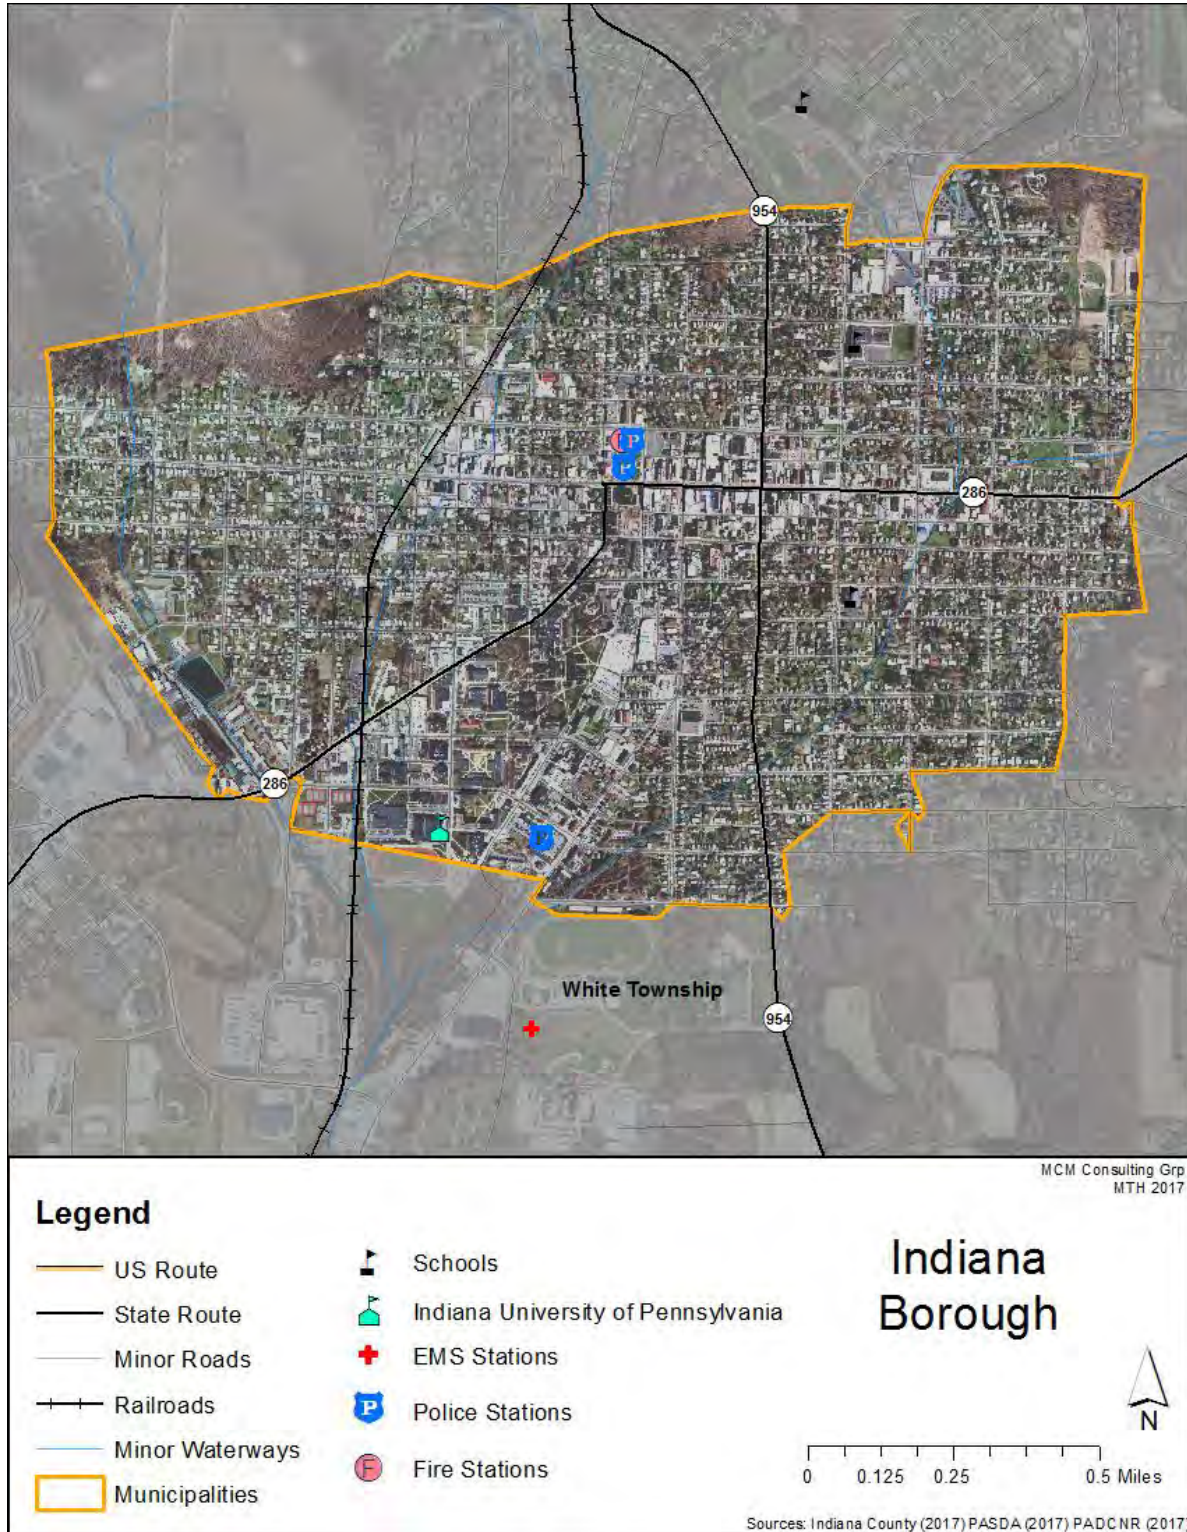 954
P
P
286
286
P
White Township
954
MCM Consulting Grp
MTH 2017
Legend
US Route
State Route
Minor Roads
Railroads
Minor Waterways
Municipalities
Schools
Indiana University of Pennsylvania
EMS Stations
P Police Stations
F Fire Stations
Indiana
Borough
N
0 0.125 0.25 0.5 Miles
Sources: Indiana County (2017) PASDA (2017) PADCNR (2017)